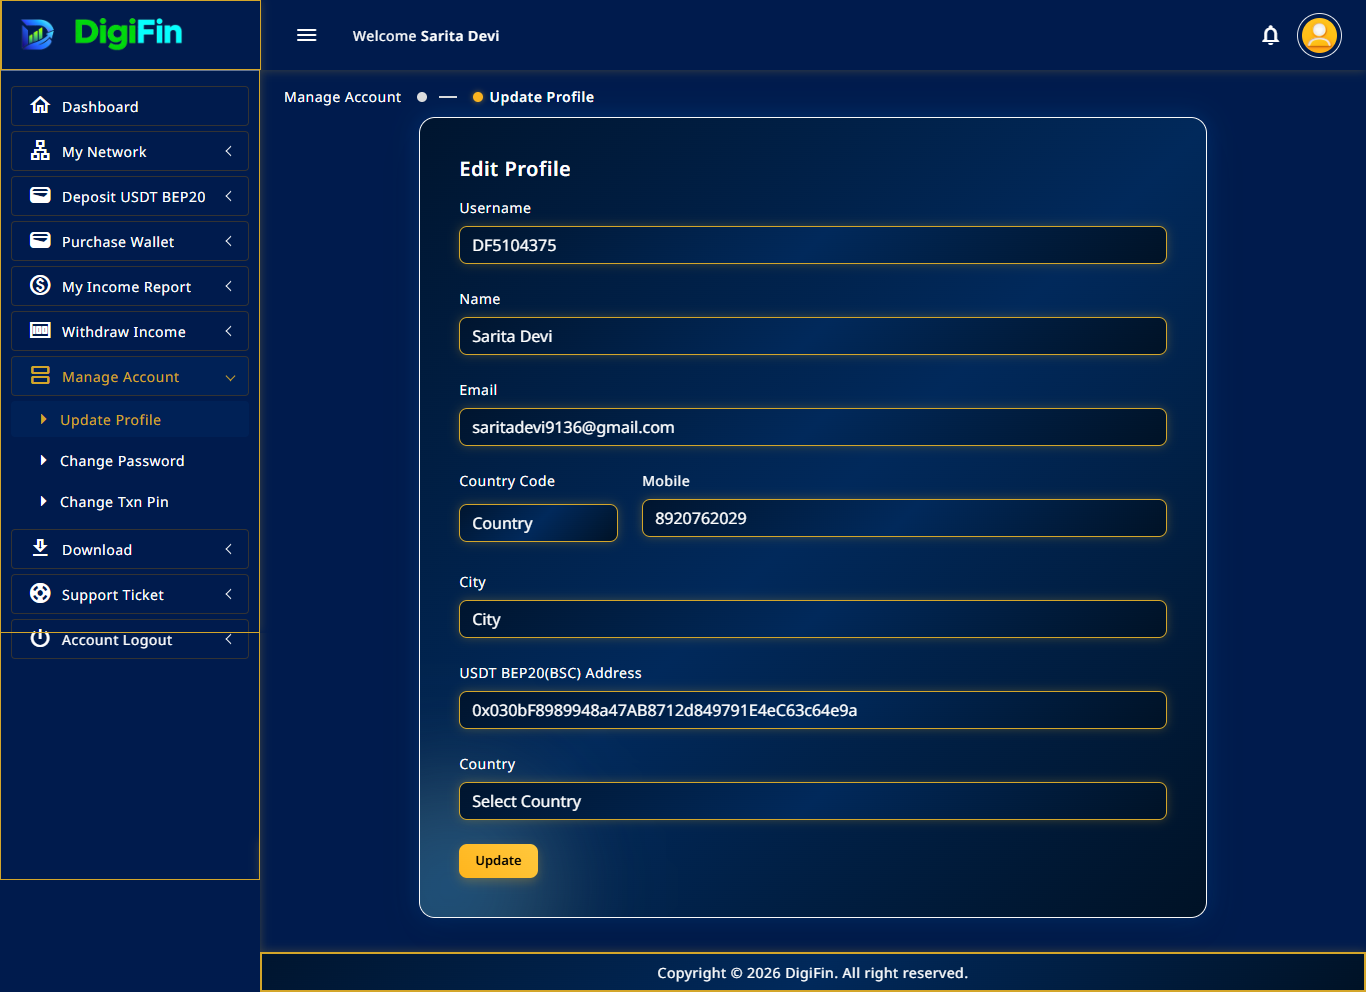 DigiFin
Welcome Sarita Devi
Dashboard
My Network
Deposit USDT BEP20
Purchase Wallet
My Income Report
Withdraw Income
Manage Account
Update Profile
Change Password
Change Txn Pin
Download
Support Ticket
Account Logout
Manage Account
Update Profile
Edit Profile
Username
DF5104375
Name
Sarita Devi
Email
saritadevi9136@gmail.com
Country Code
Mobile
Country
8920762029
City
City
USDT BEP20(BSC) Address
0x030bF8989948a47AB8712d849791E4eC63c64e9a
Country
Select Country
Update
Copyright © 2026 DigiFin. All right reserved.